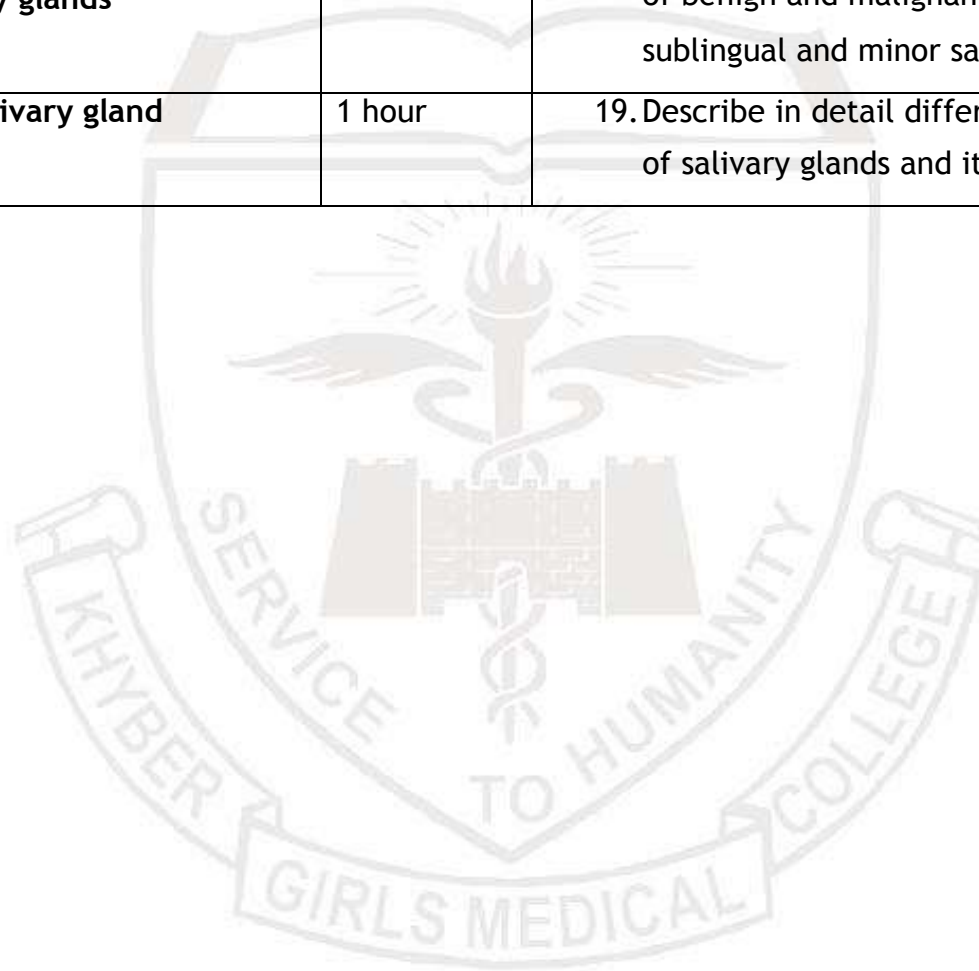 glands
of benign and malignan
sublingual and minor sa
ivary gland 1 hour 19. Describe in detail differ
of salivary glands and it
SERVICE TO HUMANITY
KHYBER GIRLS MEDICAL COLLEGE